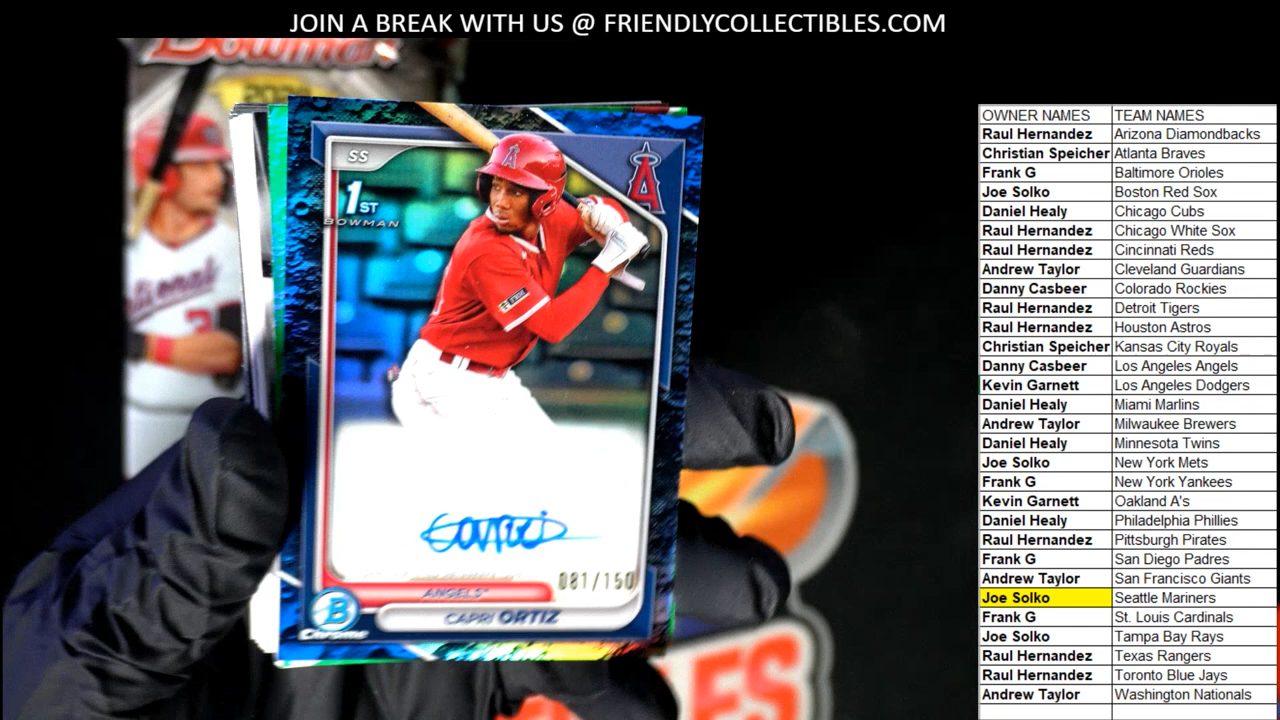 JOIN A BREAK WITH US @ FRIENDLYCOLLECTIBLES.COM
Bowman
2024
SS
1ST
BOWMAN
A
081/150
ANGELS
CAPRI ORTIZ
B
Chrome
ES
OWNER NAMES TEAM NAMES
Raul Hernandez Arizona Diamondbacks
Christian Speicher Atlanta Braves
Frank G Baltimore Orioles
Joe Solko Boston Red Sox
Daniel Healy Chicago Cubs
Raul Hernandez Chicago White Sox
Raul Hernandez Cincinnati Reds
Andrew Taylor Cleveland Guardians
Danny Casbeer Colorado Rockies
Raul Hernandez Detroit Tigers
Raul Hernandez Houston Astros
Christian Speicher Kansas City Royals
Danny Casbeer Los Angeles Angels
Kevin Garnett Los Angeles Dodgers
Daniel Healy Miami Marlins
Andrew Taylor Milwaukee Brewers
Daniel Healy Minnesota Twins
Joe Solko New York Mets
Frank G New York Yankees
Kevin Garnett Oakland A's
Daniel Healy Philadelphia Phillies
Raul Hernandez Pittsburgh Pirates
Frank G San Diego Padres
Andrew Taylor San Francisco Giants
Joe Solko Seattle Mariners
Frank G St. Louis Cardinals
Joe Solko Tampa Bay Rays
Raul Hernandez Texas Rangers
Raul Hernandez Toronto Blue Jays
Andrew Taylor Washington Nationals